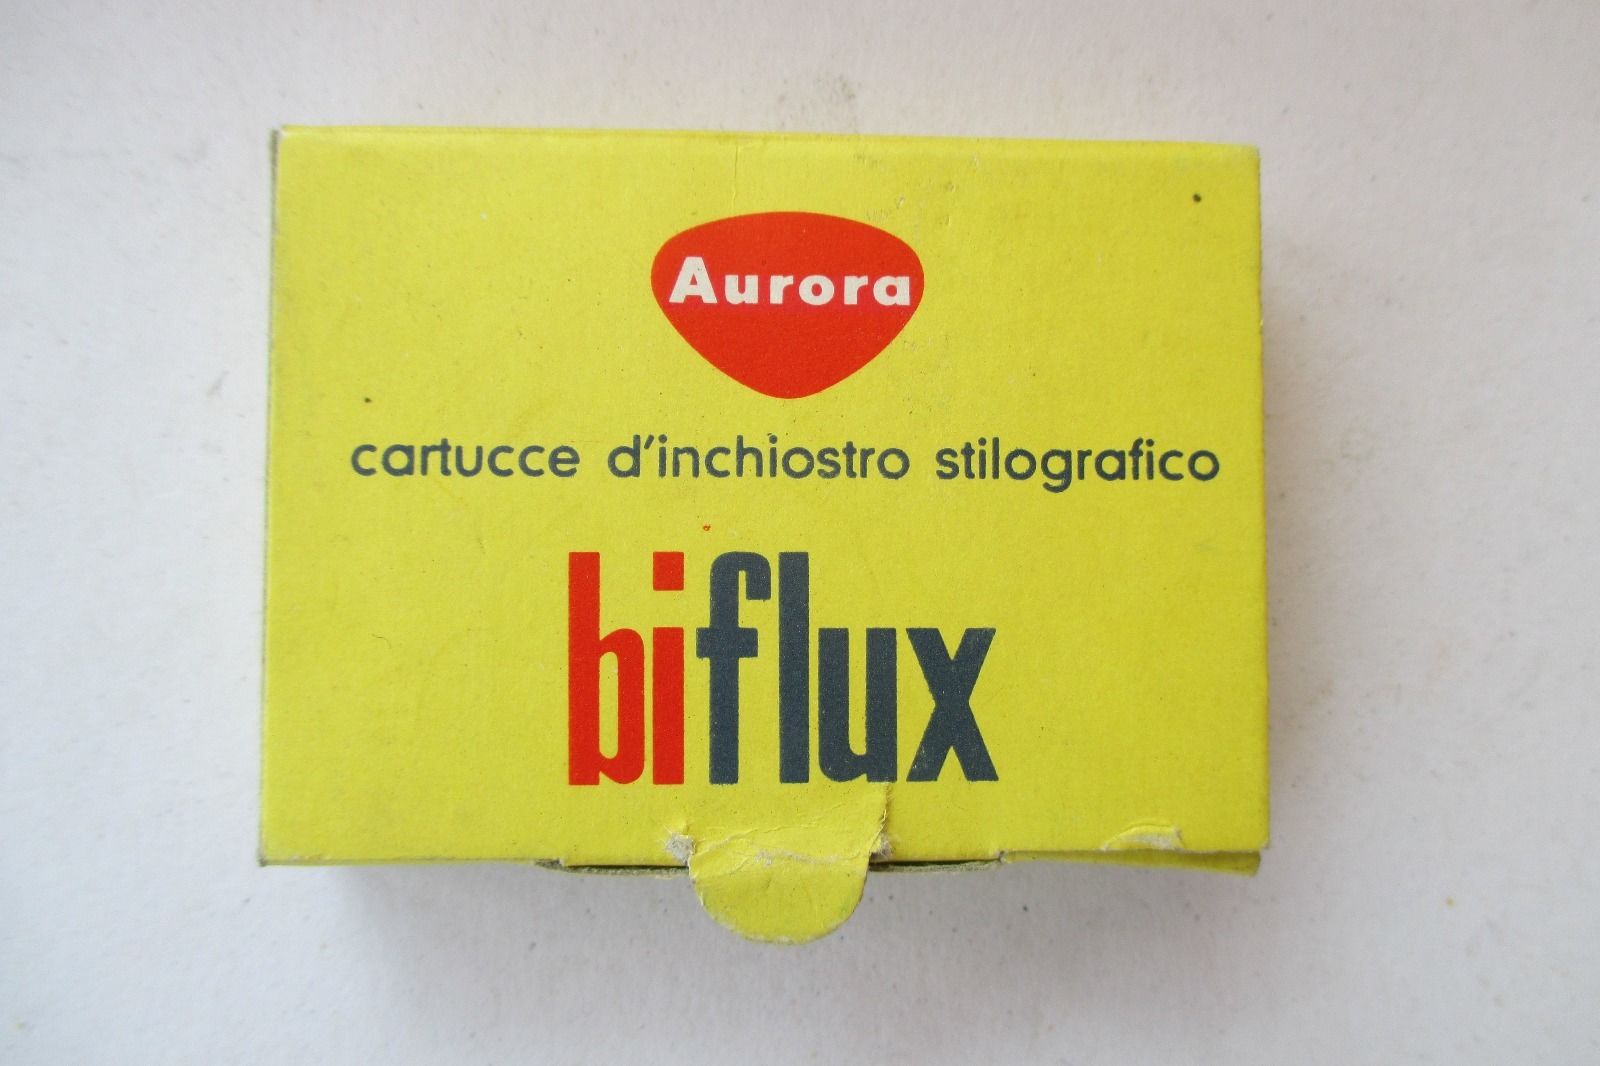 Aurora
cartucce d'inchiostro stilografico
biflux